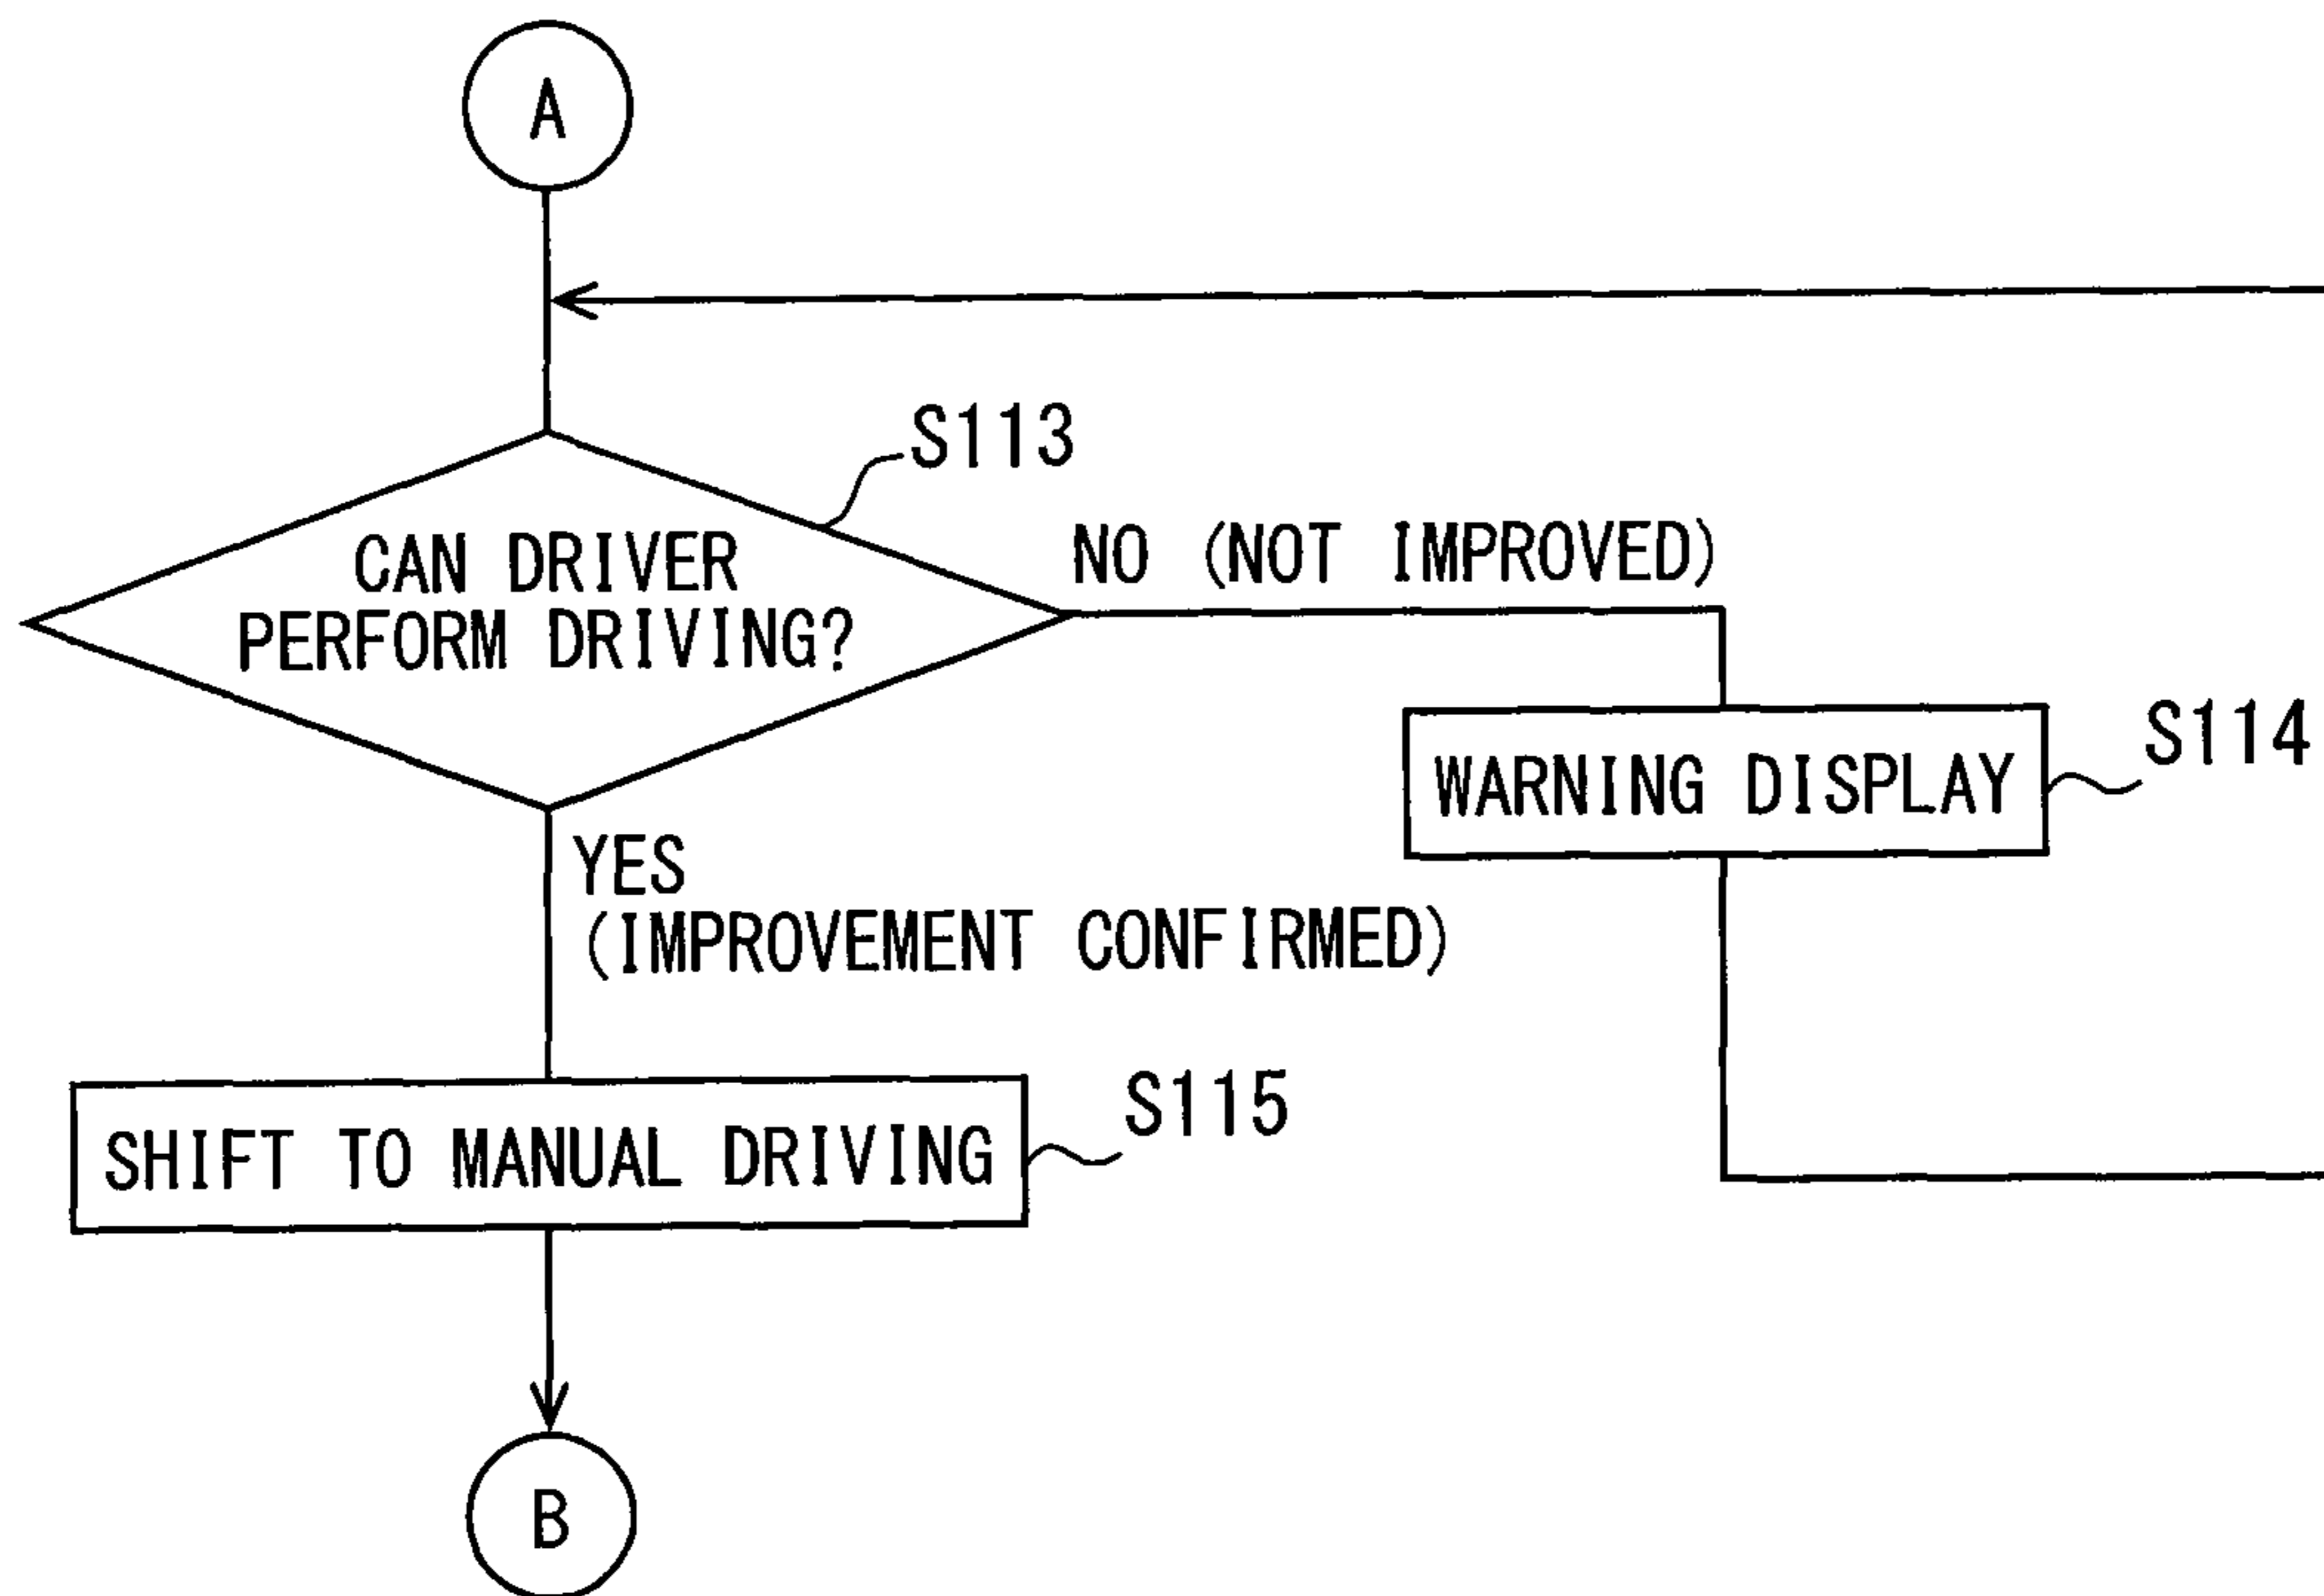 A
S113
CAN DRIVER
PERFORM DRIVING?
NO (NOT IMPROVED)
S114
WARNING DISPLAY
YES
(IMPROVEMENT CONFIRMED)
S115
SHIFT TO MANUAL DRIVING
B